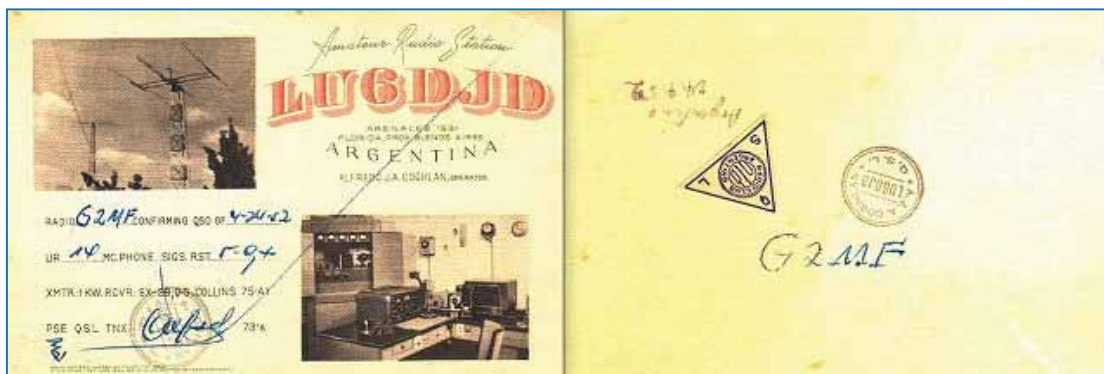 Amateur Radio Station
LU6DJD
ARENALES 1931
FLORIDA, PROV. BUENOS AIRES
ARGENTINA
ALFREDO J.A. COGHLAN, OPERATOR
RADIO G2MF CONFIRMING QSO OF 4-24-52
UR 14 MC. PHONE SIGS. RST 5-9+
XMTR: 1 KW. RCVR: SX-28, COLLINS 75-A1
PSE QSL TNX 73's
Argentina
Q S L
LU6DJD
Q.S.L.
G2MF